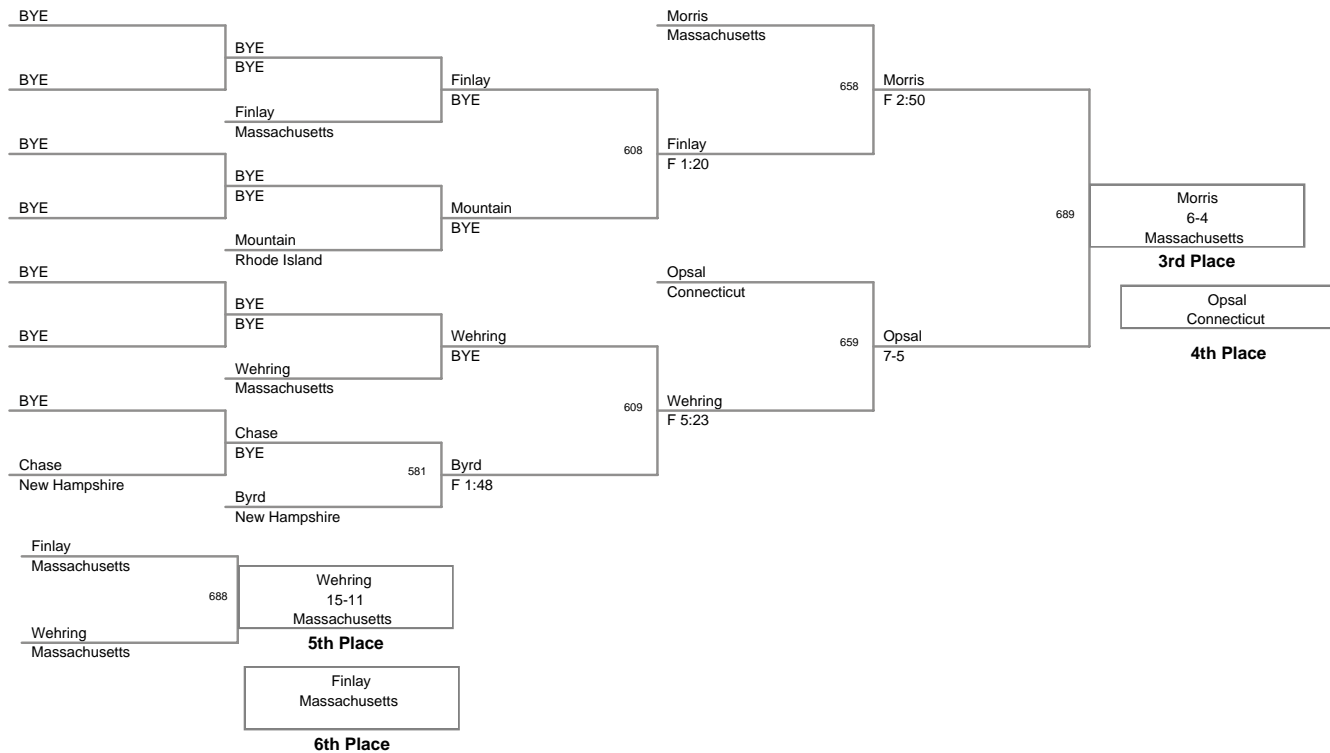 BYE
BYE
BYE
BYE
BYE
BYE
BYE
Chase
New Hampshire
BYE
BYE
Finlay
Massachusetts
BYE
BYE
Mountain
Rhode Island
BYE
BYE
Wehring
Massachusetts
Chase
BYE
581
Byrd
New Hampshire
Finlay
BYE
608
Mountain
BYE
Wehring
BYE
609
Byrd
F 1:48
Morris
Massachusetts
658
Finlay
F 1:20
Opsal
Connecticut
659
Wehring
F 5:23
Morris
F 2:50
689
Opsal
7-5
Morris
6-4
Massachusetts
3rd Place
Opsal
Connecticut
4th Place
Finlay
Massachusetts
688
Wehring
Massachusetts
Wehring
15-11
Massachusetts
5th Place
Finlay
Massachusetts
6th Place